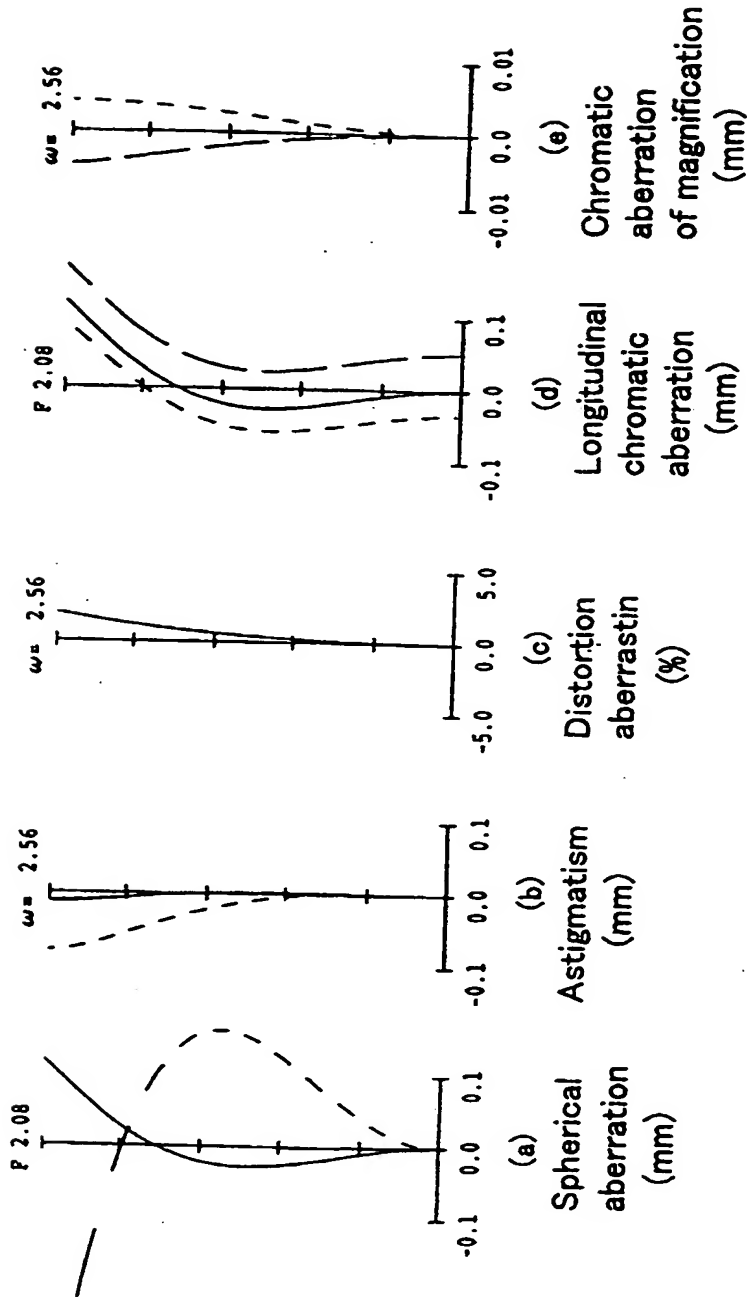 F 2.08
-0.1 0.0 0.1
(a)
Spherical
aberration
(mm)
ω= 2.56
-0.1 0.0 0.1
(b)
Astigmatism
(mm)
ω= 2.56
-5.0 0.0 5.0
(c)
Distortion
aberrastin
(%)
F 2.08
-0.1 0.0 0.1
(d)
Longitudinal
chromatic
aberration
(mm)
ω= 2.56
-0.01 0.0 0.01
(e)
Chromatic
aberration
of magnification
(mm)